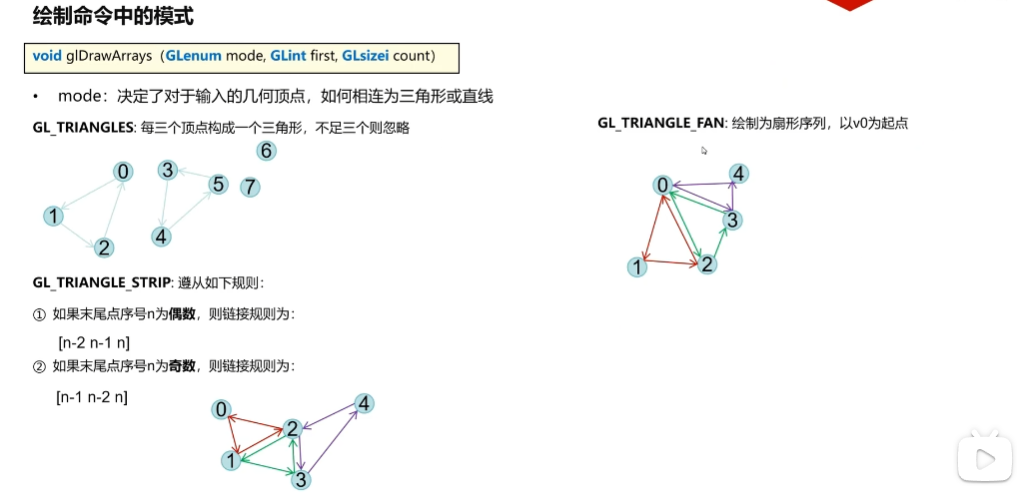 绘制命令中的模式
void glDrawArrays（GLenum mode, GLint first, GLsizei count）
• mode：决定了对于输入的几何顶点，如何相连为三角形或直线
GL_TRIANGLES: 每三个顶点构成一个三角形，不足三个则忽略
0
1
2
3
4
5
6
7
GL_TRIANGLE_STRIP: 遵从如下规则：
① 如果末尾点序号n为偶数，则链接规则为：
[n-2 n-1 n]
② 如果末尾点序号n为奇数，则链接规则为：
[n-1 n-2 n]
0
1
2
3
4
GL_TRIANGLE_FAN: 绘制为扇形序列，以v0为起点
0
1
2
3
4